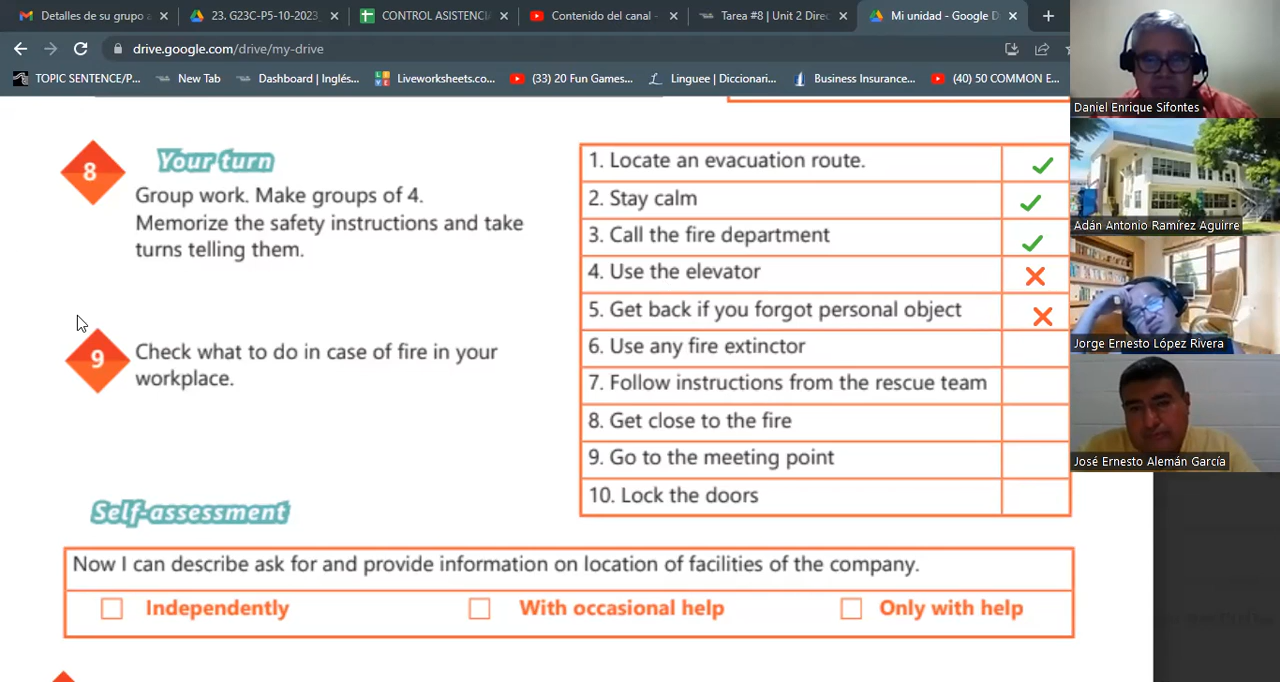 Detalles de su grupo a
23. G23C-P5-10-2023_
CONTROL ASISTENCIA
Contenido del canal -
Tarea #8 | Unit 2 Direc
Mi unidad - Google D
drive.google.com/drive/my-drive
TOPIC SENTENCE/P...
New Tab
Dashboard | Inglés...
Liveworksheets.co...
(33) 20 Fun Games...
Linguee | Diccionari...
Business Insurance...
(40) 50 COMMON E...
Daniel Enrique Sifontes
Adán Antonio Ramírez Aguirre
Jorge Ernesto López Rivera
José Ernesto Alemán García
8
Your turn
Group work. Make groups of 4.
Memorize the safety instructions and take
turns telling them.
9
Check what to do in case of fire in your
workplace.
1. Locate an evacuation route.
2. Stay calm
3. Call the fire department
4. Use the elevator
5. Get back if you forgot personal object
6. Use any fire extinctor
7. Follow instructions from the rescue team
8. Get close to the fire
9. Go to the meeting point
10. Lock the doors
Self-assessment
Now I can describe ask for and provide information on location of facilities of the company.
Independently
With occasional help
Only with help